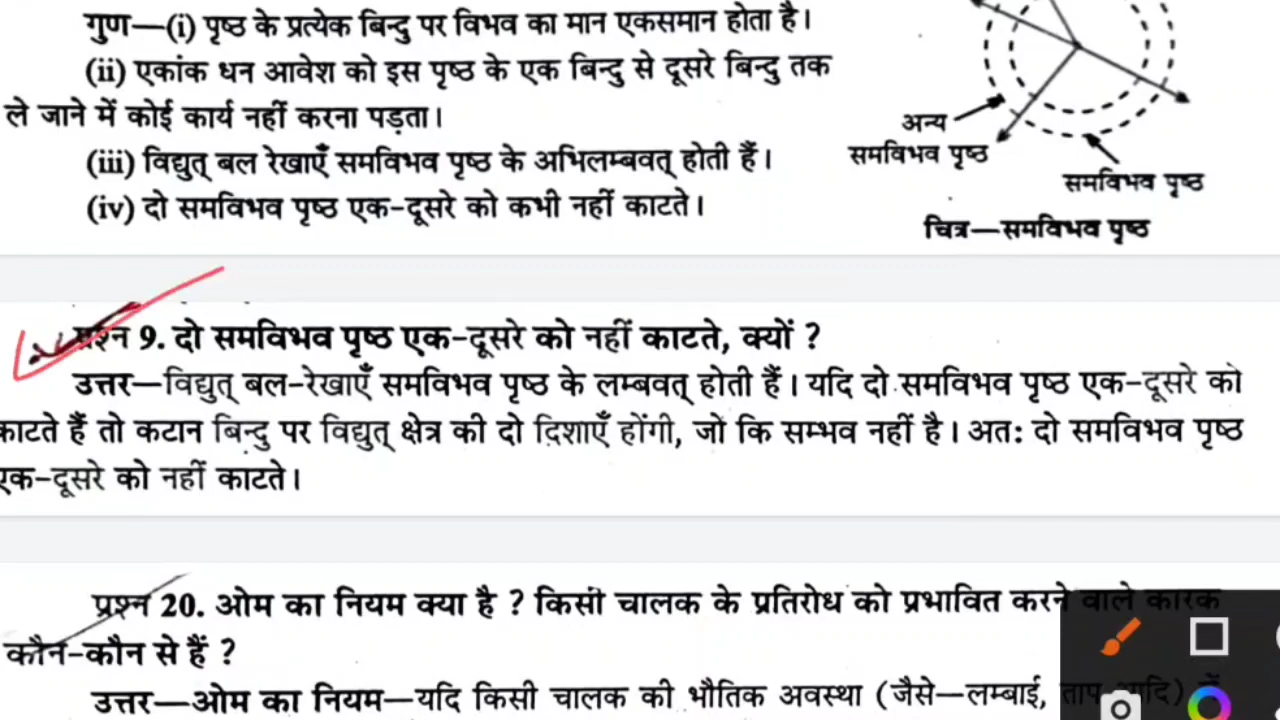 गुण—(i) पृष्ठ के प्रत्येक बिन्दु पर विभव का मान एकसमान होता है।
(ii) एकांक धन आवेश को इस पृष्ठ के एक बिन्दु से दूसरे बिन्दु तक
ले जाने में कोई कार्य नहीं करना पड़ता।
(iii) विद्युत् बल रेखाएँ समविभव पृष्ठ के अभिलम्बवत् होती हैं।
(iv) दो समविभव पृष्ठ एक-दूसरे को कभी नहीं काटते।
अन्य
समविभव पृष्ठ
समविभव पृष्ठ
चित्र—समविभव पृष्ठ
प्रश्न 9. दो समविभव पृष्ठ एक-दूसरे को नहीं काटते, क्यों ?
उत्तर—विद्युत् बल-रेखाएँ समविभव पृष्ठ के लम्बवत् होती हैं। यदि दो समविभव पृष्ठ एक-दूसरे को
काटते हैं तो कटान बिन्दु पर विद्युत् क्षेत्र की दो दिशाएँ होंगी, जो कि सम्भव नहीं है। अत: दो समविभव पृष्ठ
एक-दूसरे को नहीं काटते।
प्रश्न 20. ओम का नियम क्या है ? किसी चालक के प्रतिरोध को प्रभावित करने वाले कारक
कौन-कौन से हैं ?
उत्तर—ओम का नियम—यदि किसी चालक की भौतिक अवस्था (जैसे—लम्बाई, ताप आदि) में